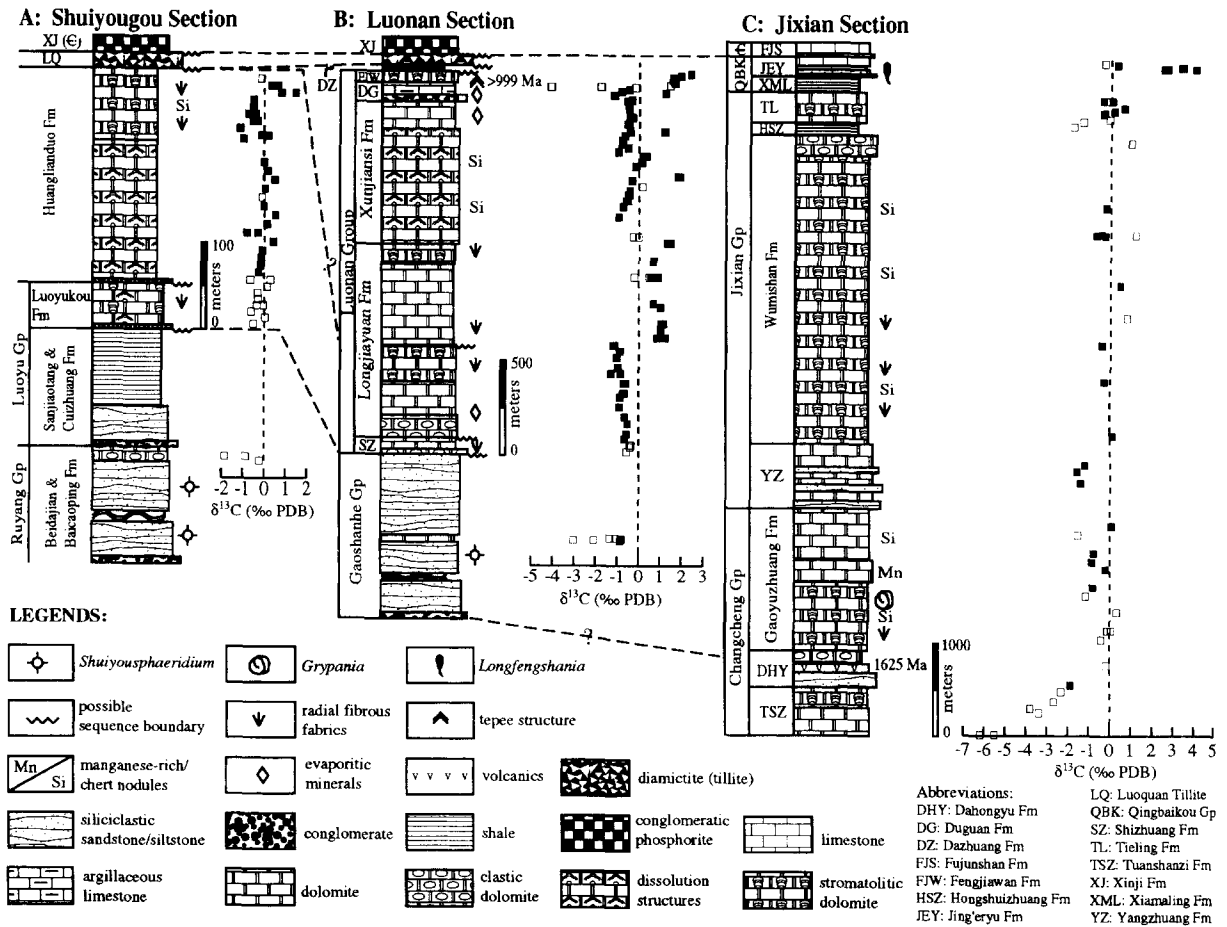 A: Shuiyougou Section
XJ (Є)
LQ
Huanglianduo Fm
Luoyukou Fm
Luoyu Gp
Sanjiaotang & Cuizhuang Fm
Ruyang Gp
Beidajian & Baicaoping Fm
Si
100
meters
0
-2 -1 0 1 2
δ13C (‰ PDB)
B: Luonan Section
XJ
DZ
FJW
DG
>999 Ma
Luonan Group
Xunjiansi Fm
Si
Si
?
Longjiayuan Fm
SZ
Gaoshanhe Gp
500
meters
0
-5 -4 -3 -2 -1 0 1 2 3
δ13C (‰ PDB)
?
C: Jixian Section
Є
FJS
QBK
JEY
XML
TL
HSZ
Jixian Gp
Wumishan Fm
Si
Si
Si
YZ
Changcheng Gp
Gaoyuzhuang Fm
Si
Mn
Si
DHY
1625 Ma
TSZ
1000
meters
0
-7 -6 -5 -4 -3 -2 -1 0 1 2 3 4 5
δ13C (‰ PDB)
LEGENDS:
Shuiyousphaeridium
Grypania
Longfengshania
possible sequence boundary
radial fibrous fabrics
tepee structure
Mn
Si
manganese-rich/ chert nodules
evaporitic minerals
volcanics
diamictite (tillite)
siliciclastic sandstone/siltstone
conglomerate
shale
conglomeratic phosphorite
limestone
argillaceous limestone
dolomite
clastic dolomite
dissolution structures
stromatolitic dolomite
Abbreviations:
DHY: Dahongyu Fm
DG: Duguan Fm
DZ: Dazhuang Fm
FJS: Fujunshan Fm
FJW: Fengjiawan Fm
HSZ: Hongshuizhuang Fm
JEY: Jing'eryu Fm
LQ: Luoquan Tillite
QBK: Qingbaikou Gp
SZ: Shizhuang Fm
TL: Tieling Fm
TSZ: Tuanshanzi Fm
XJ: Xinji Fm
XML: Xiamaling Fm
YZ: Yangzhuang Fm